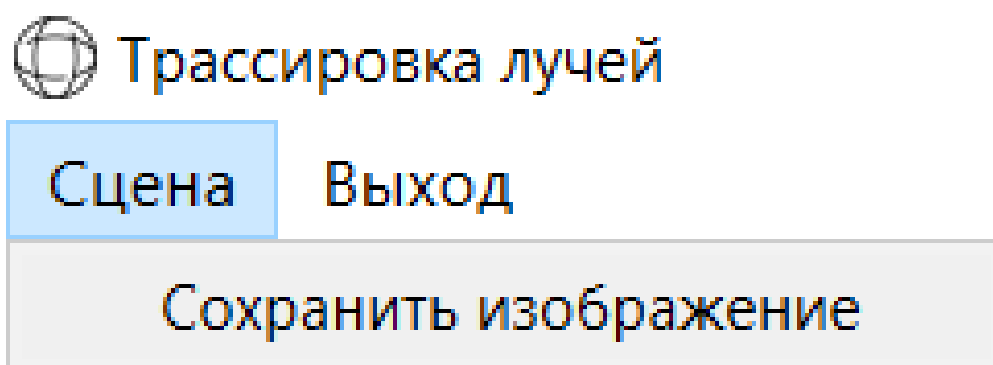 Трассировка лучей
Сцена Выход
Сохранить изображение